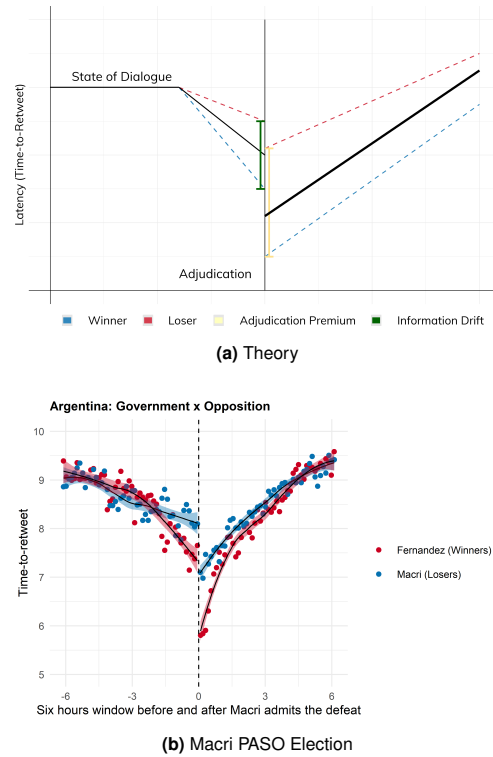 Latency (Time-to-Retweet)
State of Dialogue
Adjudication
Winner Loser Adjudication Premium Information Drift
(a) Theory
Argentina: Government x Opposition
Time-to-retweet
10
9
8
7
6
5
-6 -3 0 3 6
Six hours window before and after Macri admits the defeat
Fernandez (Winners)
Macri (Losers)
(b) Macri PASO Election